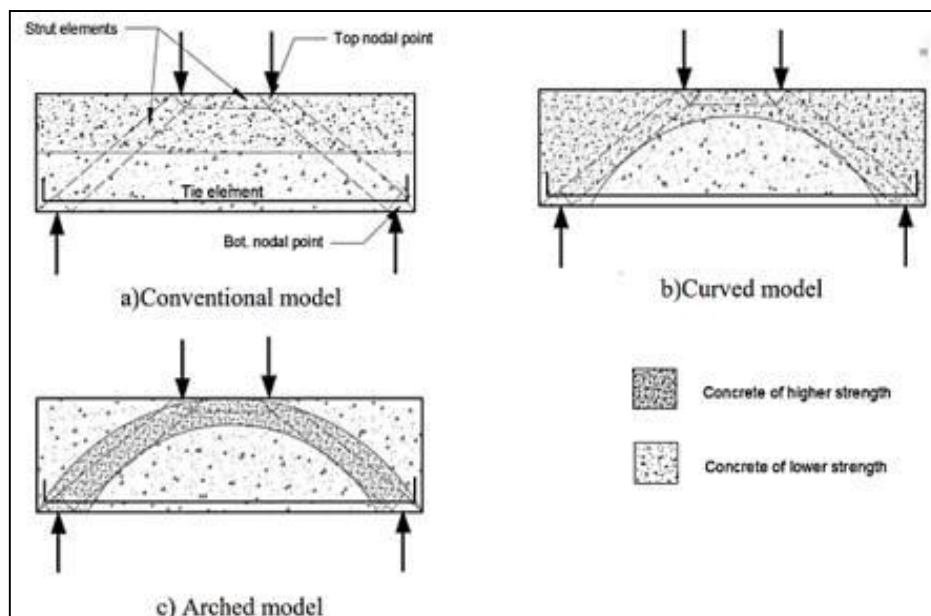 Strut elements
Top nodal point
Tie element
Bot. nodal point
a)Conventional model
b)Curved model
Concrete of higher strength
Concrete of lower strength
c) Arched model